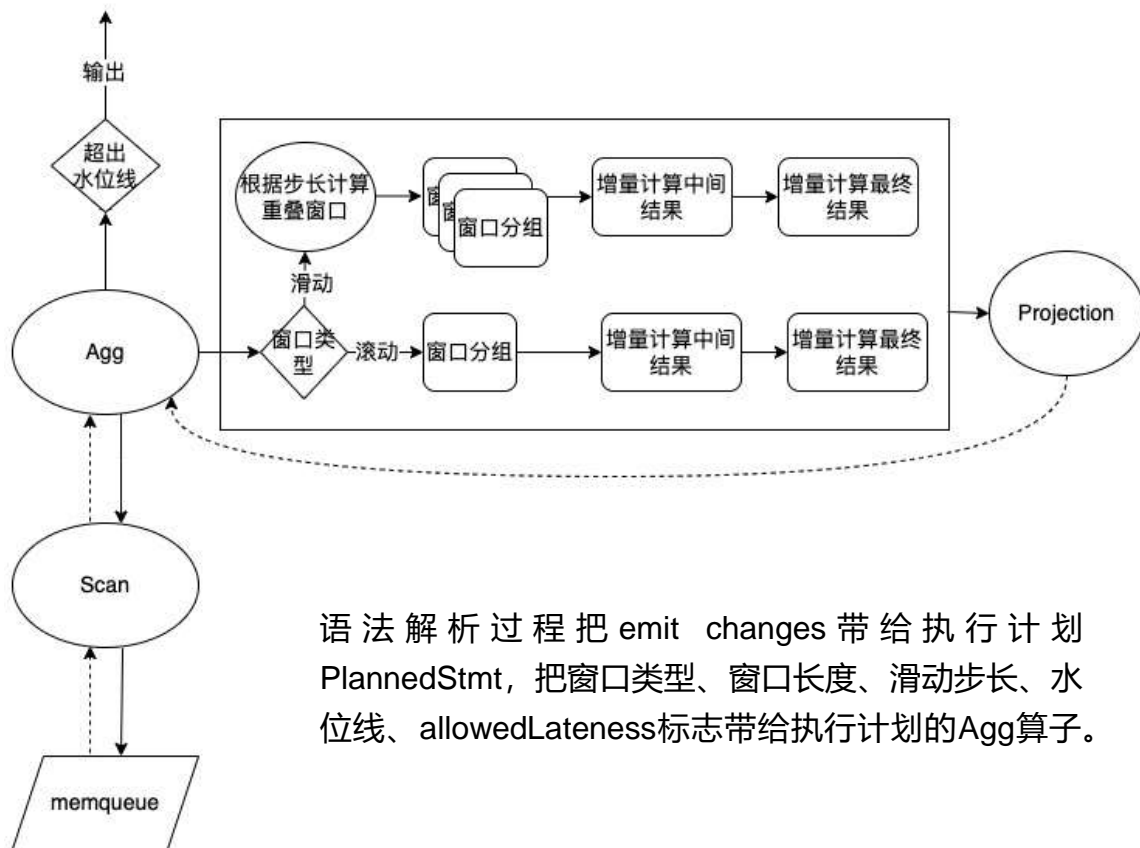 输出
超出
水位线
根据步长计算
重叠窗口
窗
窗
窗口分组
增量计算中间
结果
增量计算最终
结果
滑动
Agg
窗口类
型
滚动
窗口分组
增量计算中间
结果
增量计算最终
结果
Projection
Scan
memqueue
语法解析过程把emit changes带给执行计划
PlannedStmt，把窗口类型、窗口长度、滑动步长、水
位线、allowedLateness标志带给执行计划的Agg算子。